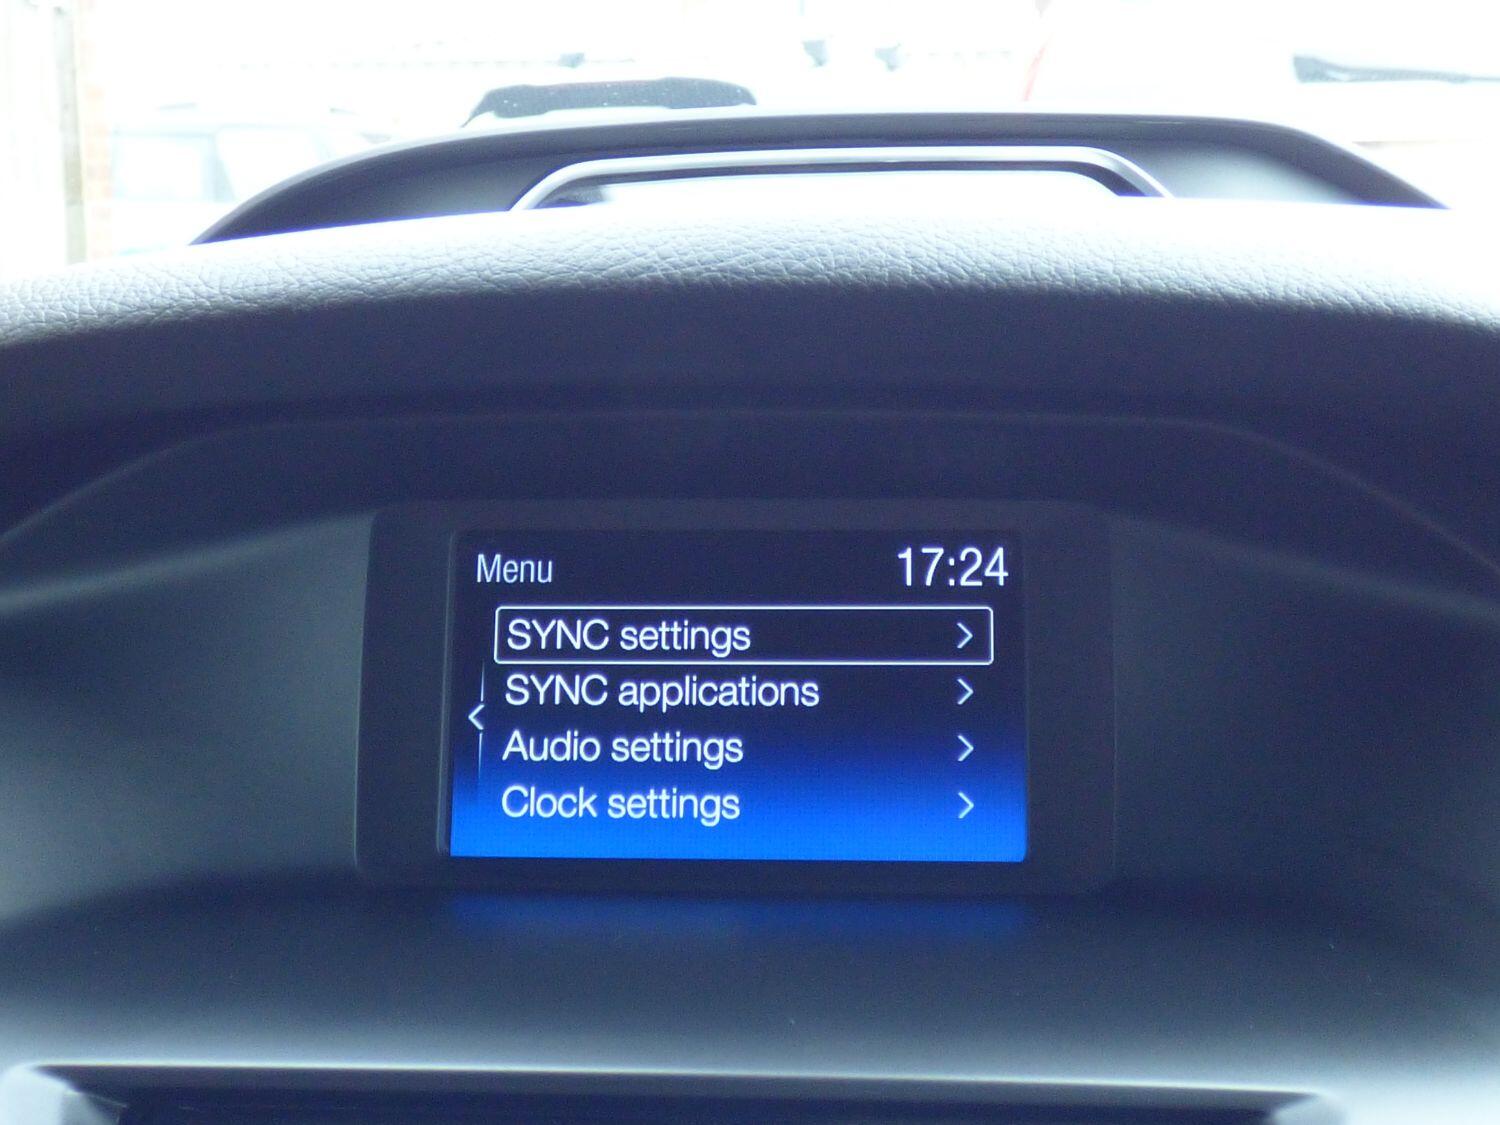 Menu 17:24
SYNC settings
SYNC applications
Audio settings
Clock settings